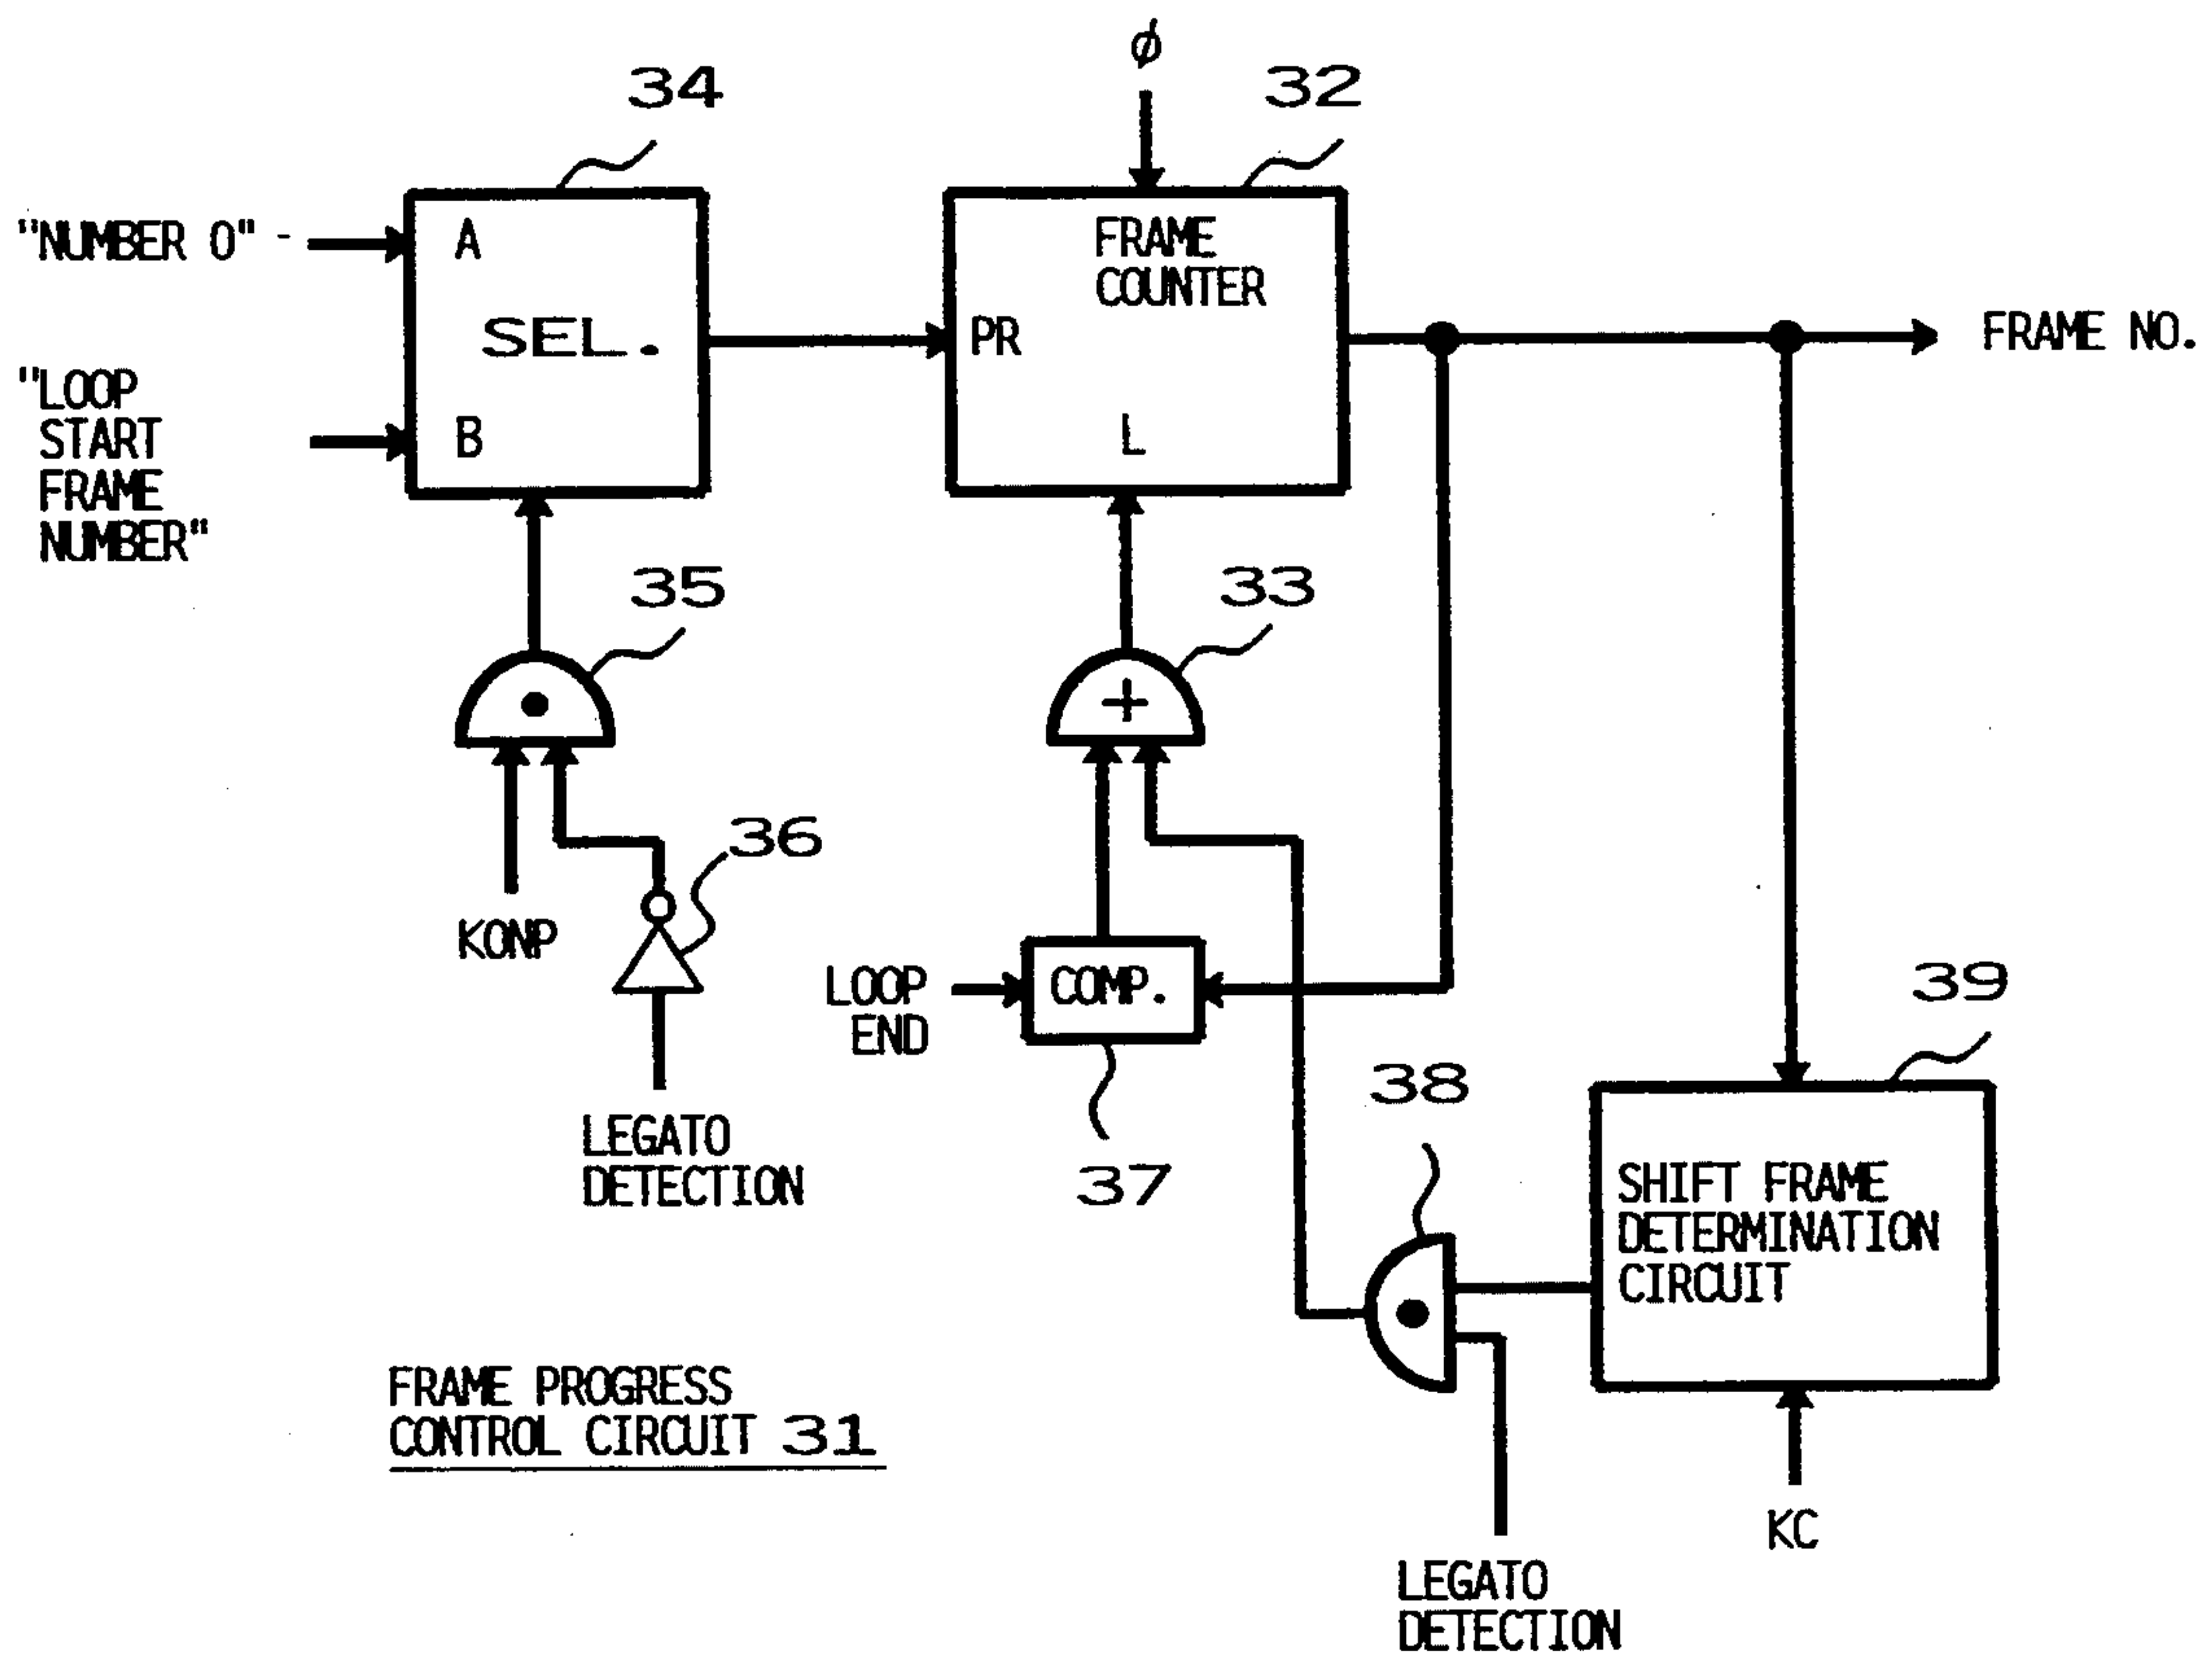 ø
34
32
"NUMBER 0"
A
FRAME
COUNTER
SEL.
PR
FRAME NO.
"LOOP
START
FRAME
NUMBER"
B
L
35
33
36
KONP
LOOP
END
COMP.
39
38
LEGATO
DETECTION
37
SHIFT FRAME
DETERMINATION
CIRCUIT
FRAME PROGRESS
CONTROL CIRCUIT 31
KC
LEGATO
DETECTION